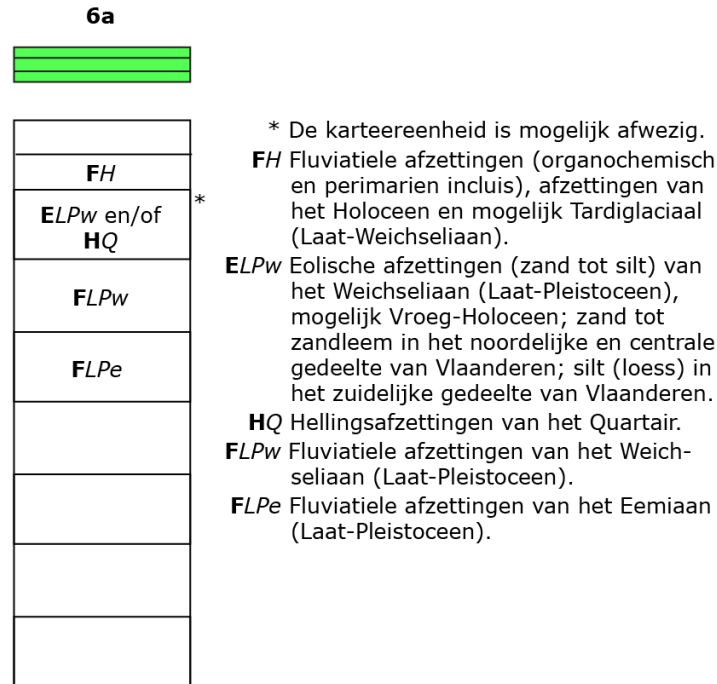 6a
FH
ELPw en/of
HQ
*
FLPw
FLPe
* De karteereenheid is mogelijk afwezig.
FH Fluviatiele afzettingen (organochemisch
en perimarien incluis), afzettingen van
het Holoceen en mogelijk Tardiglaciaal
(Laat-Weichseliaan).
ELPw Eolische afzettingen (zand tot silt) van
het Weichseliaan (Laat-Pleistoceen),
mogelijk Vroeg-Holoceen; zand tot
zandleem in het noordelijke en centrale
gedeelte van Vlaanderen; silt (loess) in
het zuidelijke gedeelte van Vlaanderen.
HQ Hellingsafzettingen van het Quartair.
FLPw Fluviatiele afzettingen van het Weich-
seliaan (Laat-Pleistoceen).
FLPe Fluviatiele afzettingen van het Eemiaan
(Laat-Pleistoceen).